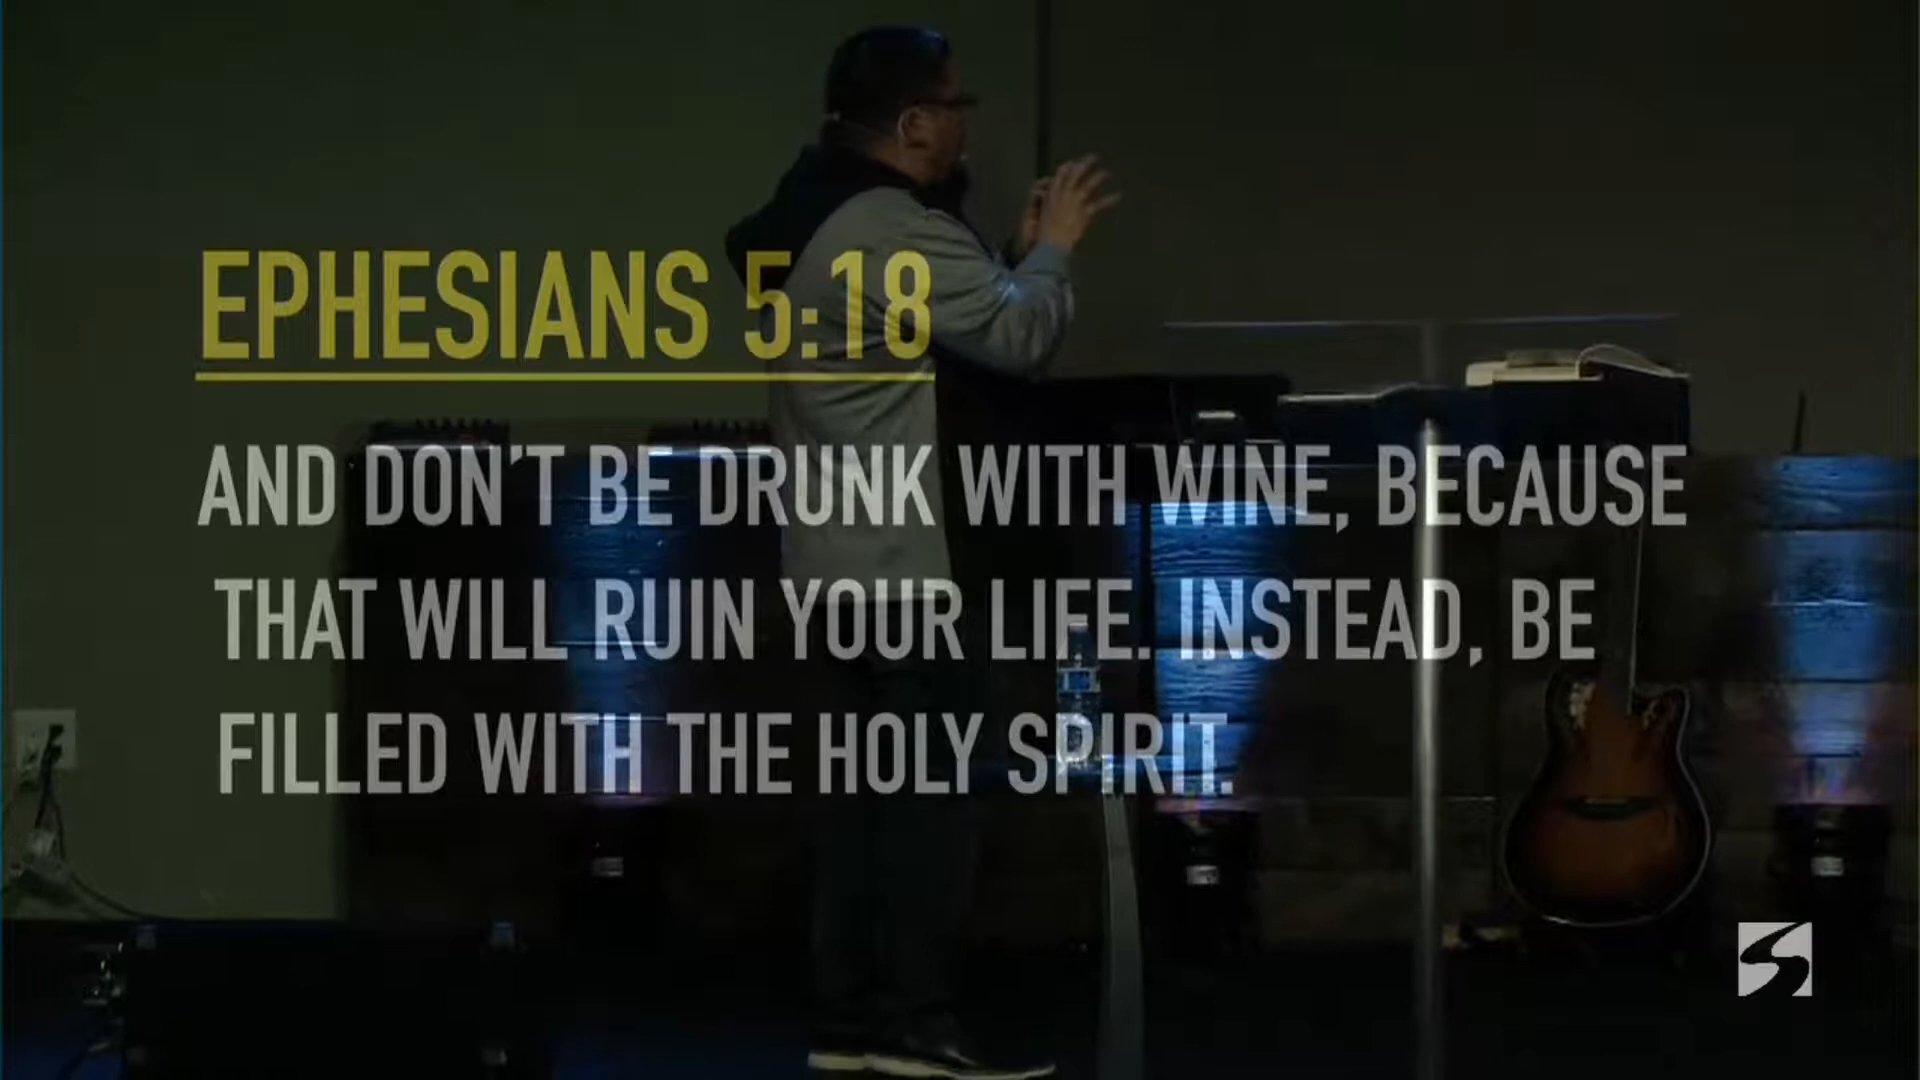 EPHESIANS 5:18
AND DON'T BE DRUNK WITH WINE, BECAUSE
THAT WILL RUIN YOUR LIFE. INSTEAD, BE
FILLED WITH THE HOLY SPIRIT.